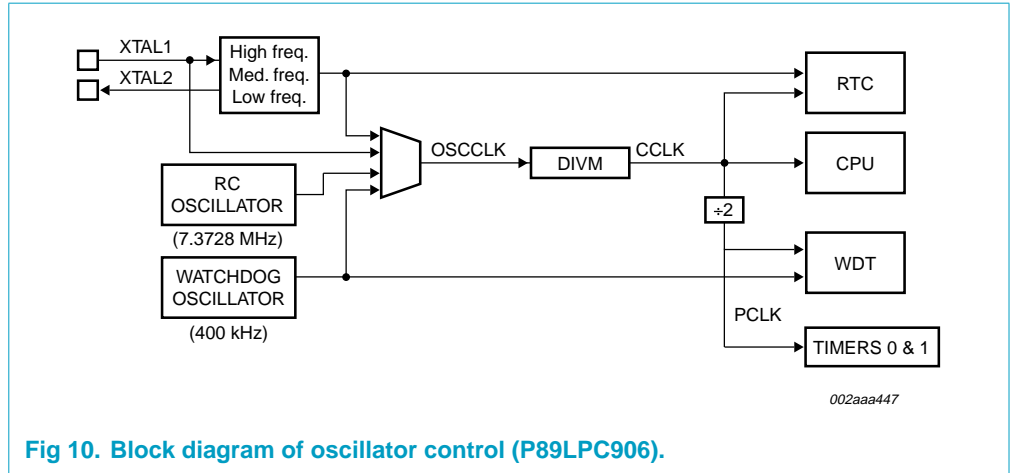 XTAL1
XTAL2
High freq.
Med. freq.
Low freq.
RTC
OSCCLK
DIVM
CCLK
CPU
RC
OSCILLATOR
(7.3728 MHz)
÷2
WATCHDOG
OSCILLATOR
(400 kHz)
WDT
PCLK
TIMERS 0 & 1
002aaa447
Fig 10. Block diagram of oscillator control (P89LPC906).